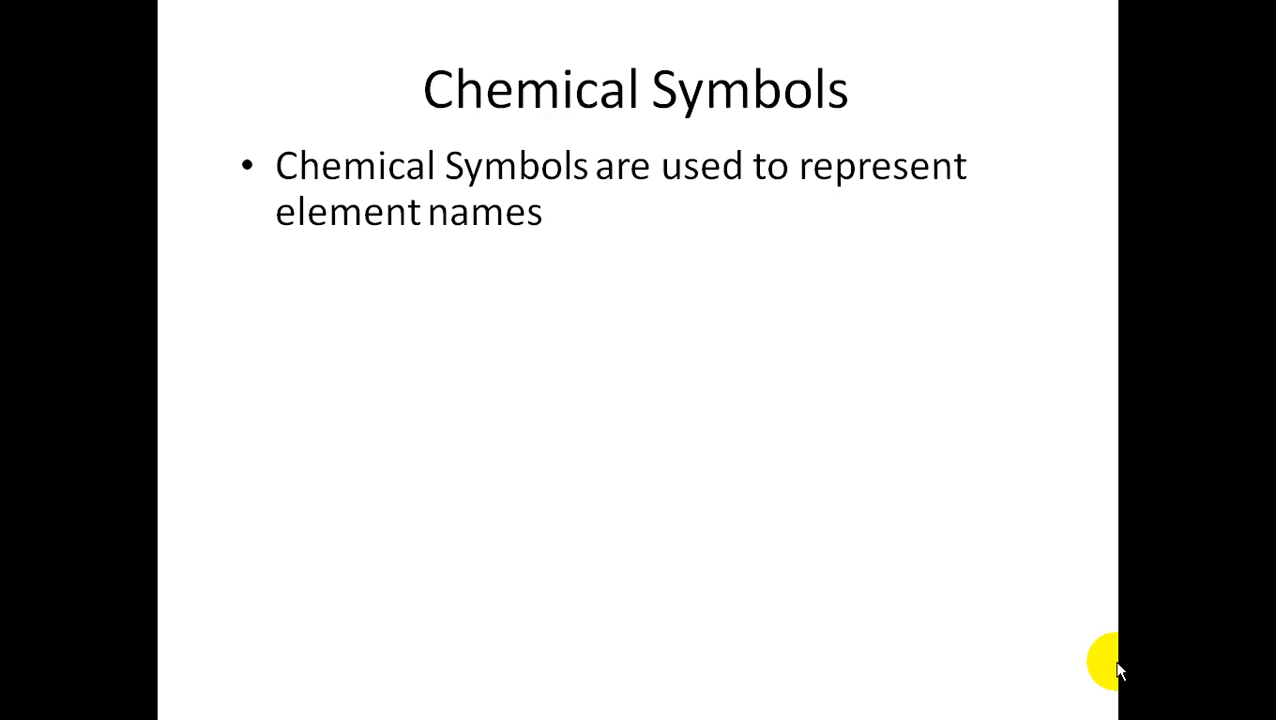 Chemical Symbols
• Chemical Symbols are used to represent
element names